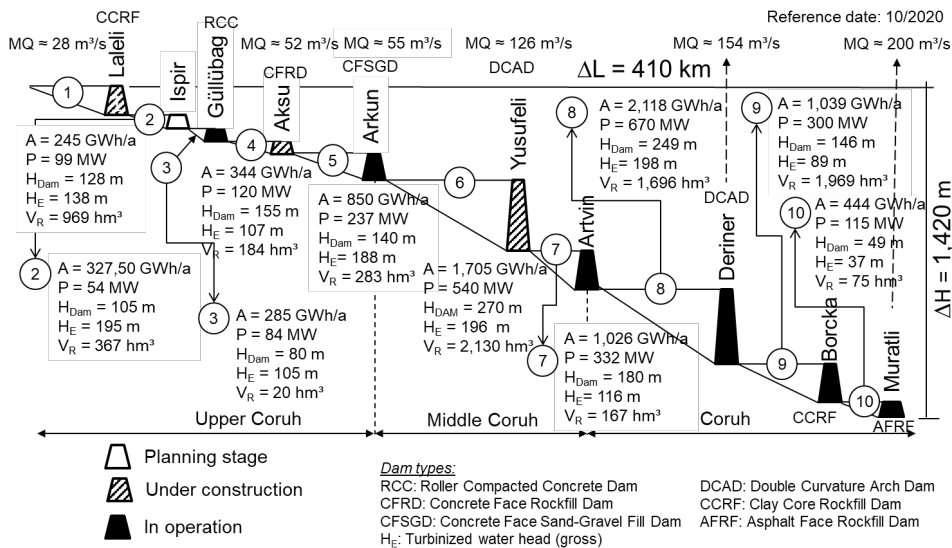 CCRF
RCC
Reference date: 10/2020
MQ ≈ 28 m³/s
MQ ≈ 52 m³/s
MQ ≈ 55 m³/s
MQ ≈ 126 m³/s
MQ ≈ 154 m³/s
MQ ≈ 200 m³/s
CFRD
CFSGD
DCAD
ΔL = 410 km
Laleli
Ispir
Güllübag
Aksu
Arkun
Yusufeli
Artvin
Deriner
Borcka
Muratli
DCAD
CCRF
AFRF
ΔH = 1,420 m
1
2
3
4
5
6
7
8
9
10
2
A = 245 GWh/a
P = 99 MW
HDam = 128 m
HE = 138 m
VR = 969 hm³
2
A = 327,50 GWh/a
P = 54 MW
HDam = 105 m
HE = 195 m
VR = 367 hm³
A = 344 GWh/a
P = 120 MW
HDam = 155 m
HE = 107 m
VR = 184 hm³
3
A = 285 GWh/a
P = 84 MW
HDam = 80 m
HE = 105 m
VR = 20 hm³
A = 850 GWh/a
P = 237 MW
HDam = 140 m
HE = 188 m
VR = 283 hm³
A = 1,705 GWh/a
P = 540 MW
HDAM = 270 m
HE = 196 m
VR = 2,130 hm³
7
A = 1,026 GWh/a
P = 332 MW
HDam = 180 m
HE = 116 m
VR = 167 hm³
8
A = 2,118 GWh/a
P = 670 MW
HDam = 249 m
HE= 198 m
VR = 1,696 hm³
9
A = 1,039 GWh/a
P = 300 MW
HDam = 146 m
HE= 89 m
VR = 1,969 hm³
10
A = 444 GWh/a
P = 115 MW
HDam = 49 m
HE = 37 m
VR = 75 hm³
Upper Coruh
Middle Coruh
Coruh
Planning stage
Under construction
In operation
Dam types:
RCC: Roller Compacted Concrete Dam
CFRD: Concrete Face Rockfill Dam
CFSGD: Concrete Face Sand-Gravel Fill Dam
HE: Turbinized water head (gross)
DCAD: Double Curvature Arch Dam
CCRF: Clay Core Rockfill Dam
AFRF: Asphalt Face Rockfill Dam